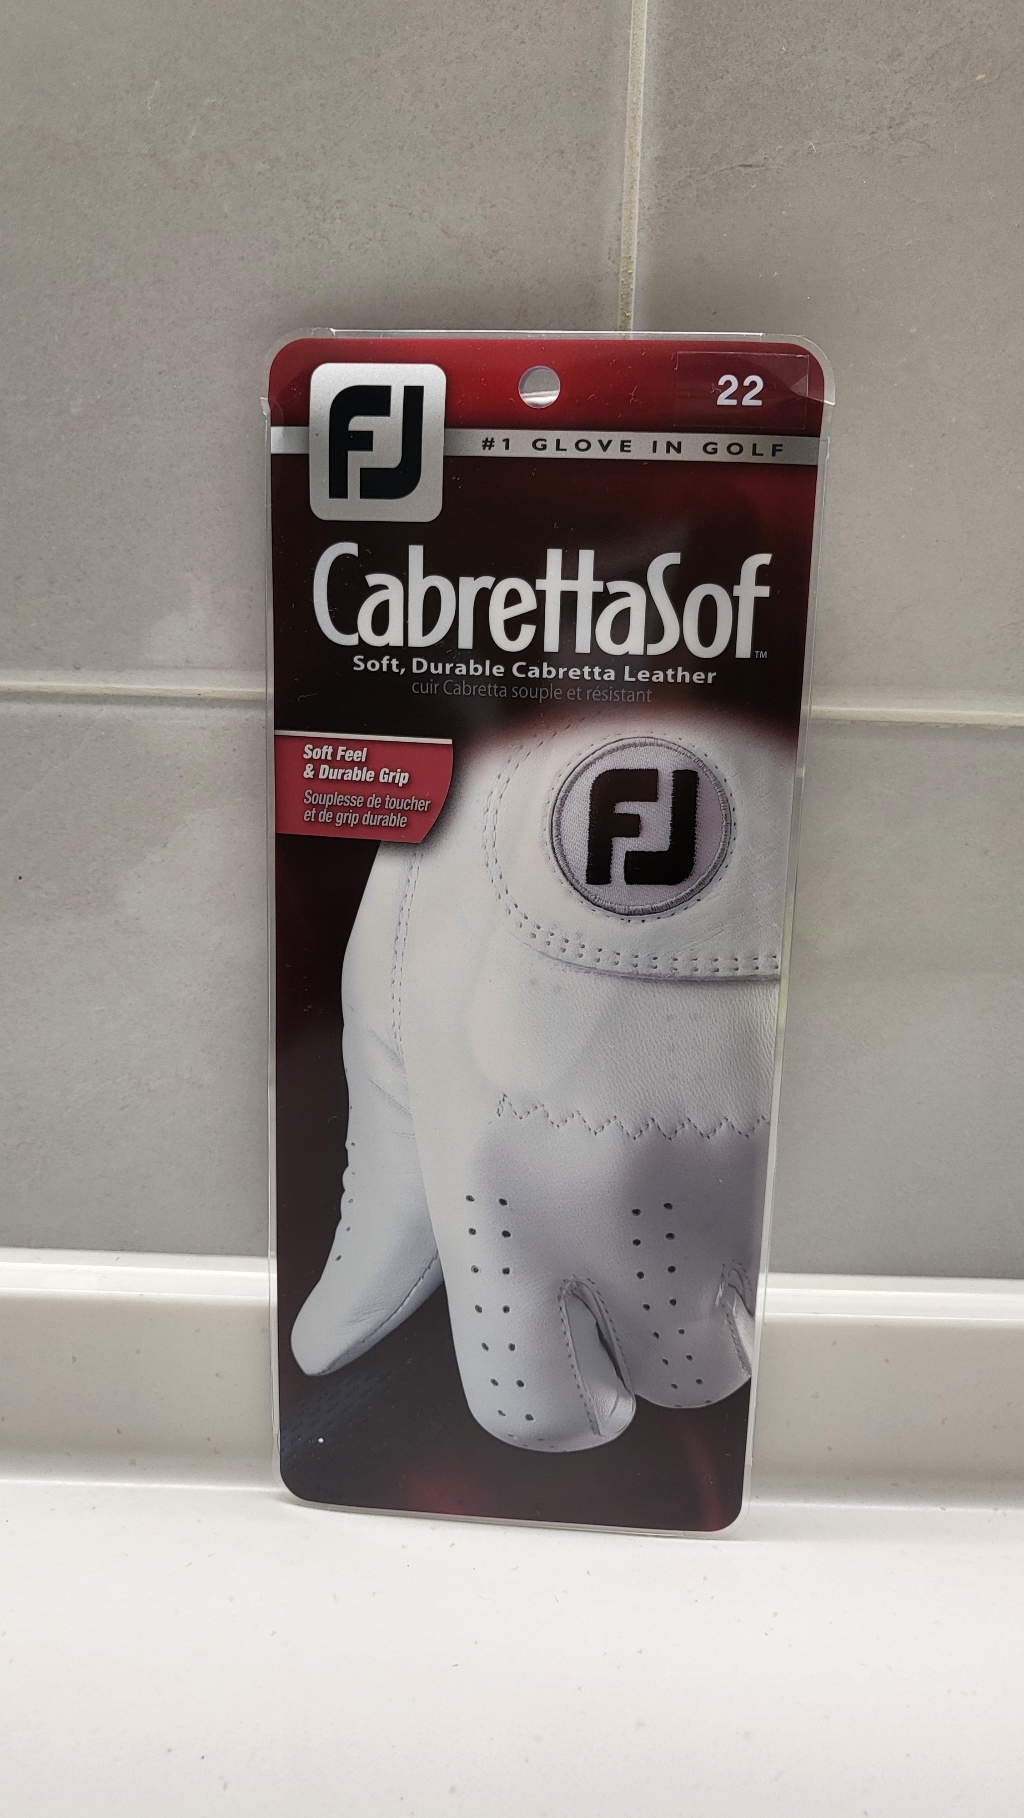 FJ
22
#1 GLOVE IN GOLF
CabrettaSof™
Soft, Durable Cabretta Leather
cuir Cabretta souple et résistant
Soft Feel
& Durable Grip
Souplesse de toucher
et de grip durable
FJ